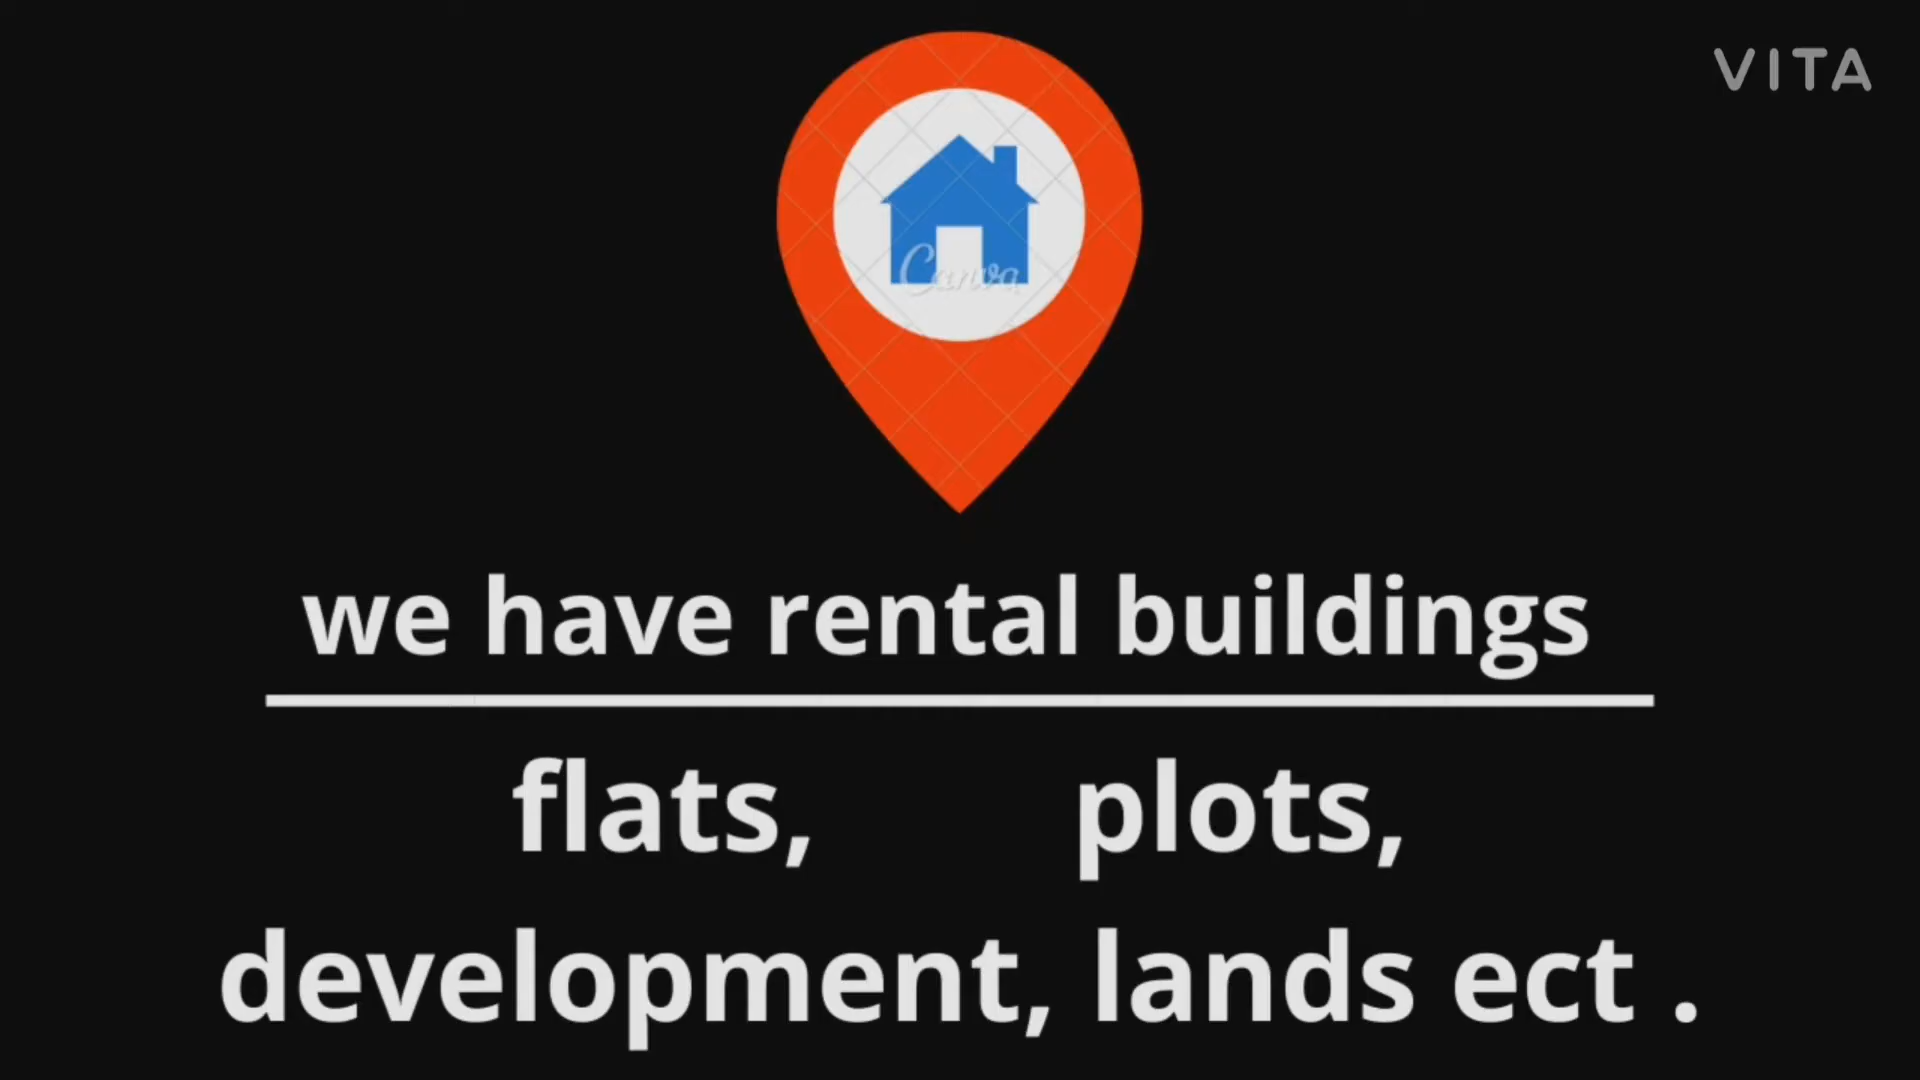 VITA
Canva
we have rental buildings
flats, plots,
development, lands ect .